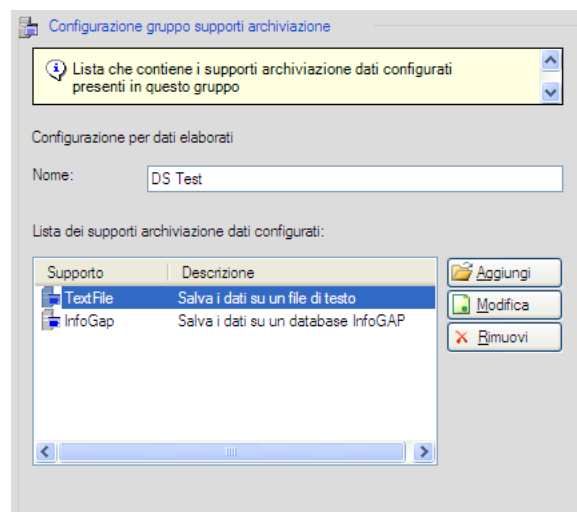 Configurazione gruppo supporti archiviazione
Lista che contiene i supporti archiviazione dati configurati
presenti in questo gruppo
Configurazione per dati elaborati
Nome: DS Test
Lista dei supporti archiviazione dati configurati:
Supporto Descrizione
TextFile Salva i dati su un file di testo
InfoGap Salva i dati su un database InfoGAP
Aggiungi
Modifica
Rimuovi